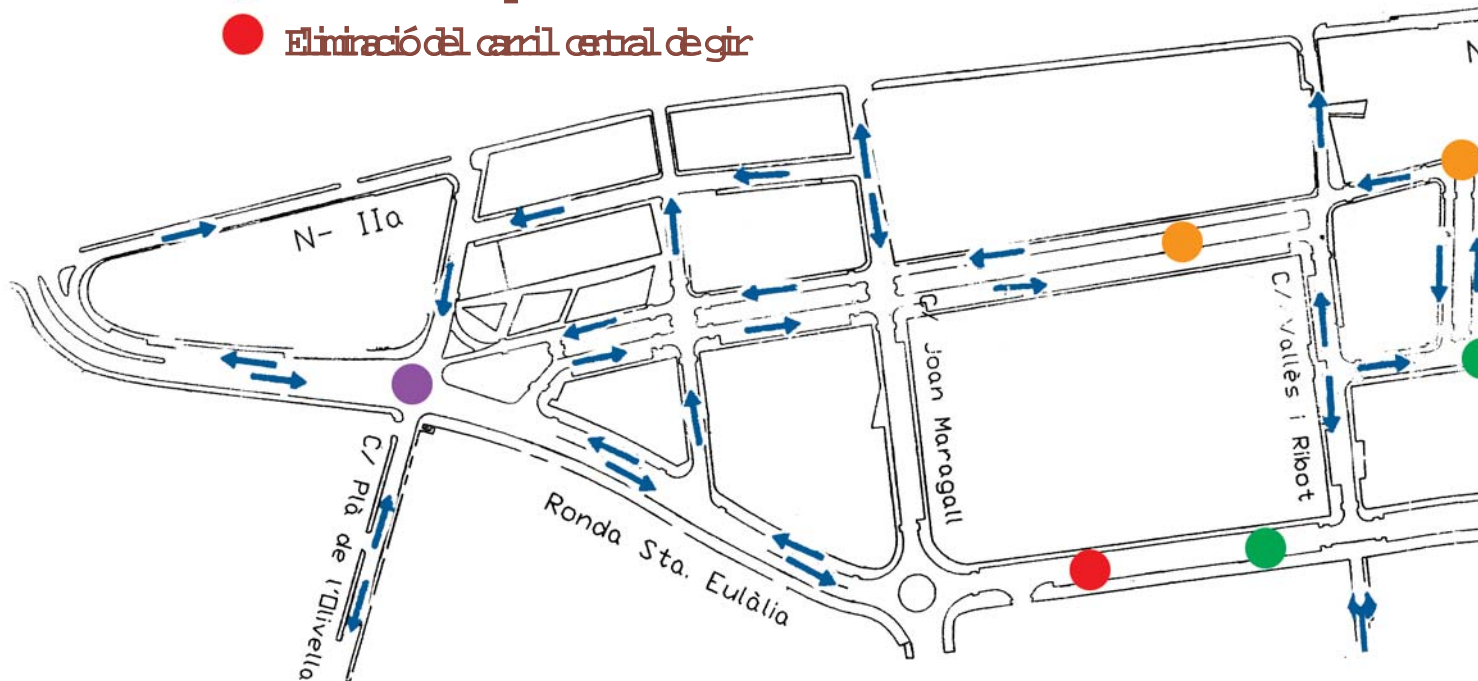 Eliminació del carril central de gir
N- IIa
C/ Joan Maragall
C/. Vallès i Ribot
Ronda Sta. Eulàlia
C/ Plà de l'Olivella
N